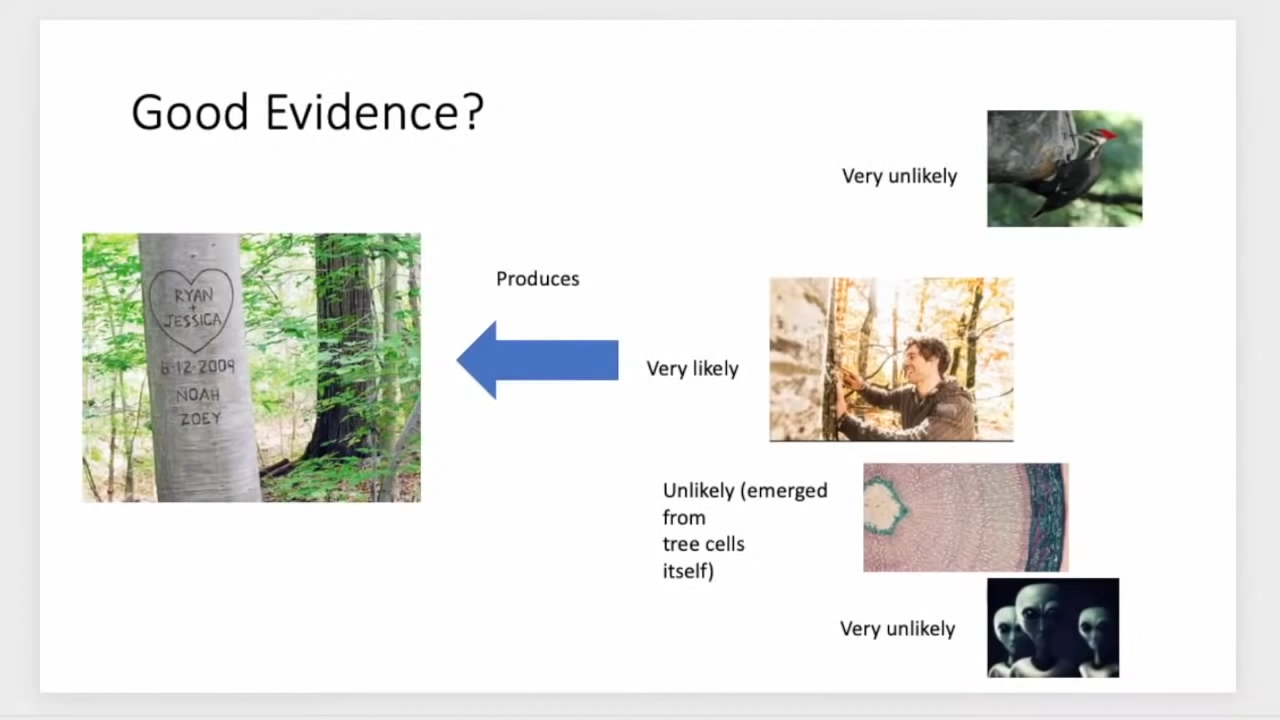 Good Evidence?
Very unlikely
RYAN
+
JESSICA
8-12-2009
NOAH
ZOEY
Produces
Very likely
Unlikely (emerged
from
tree cells
itself)
Very unlikely